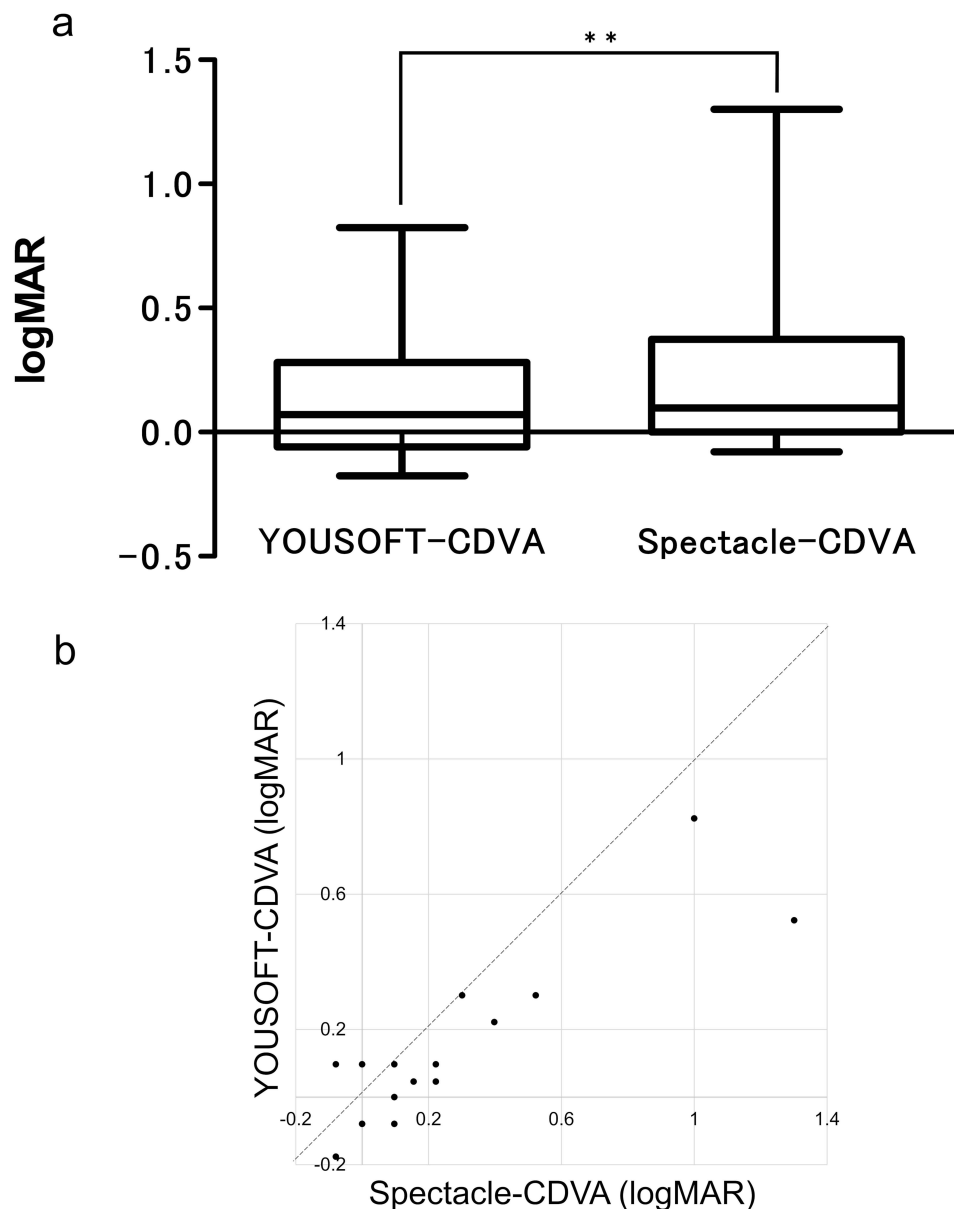 a
**
1.5
1.0
0.5
0.0
-0.5
logMAR
YOUSOFT-CDVA
Spectacle-CDVA
b
1.4
1
0.6
0.2
-0.2
YOUSOFT-CDVA (logMAR)
-0.2 0.2 0.6 1 1.4
Spectacle-CDVA (logMAR)